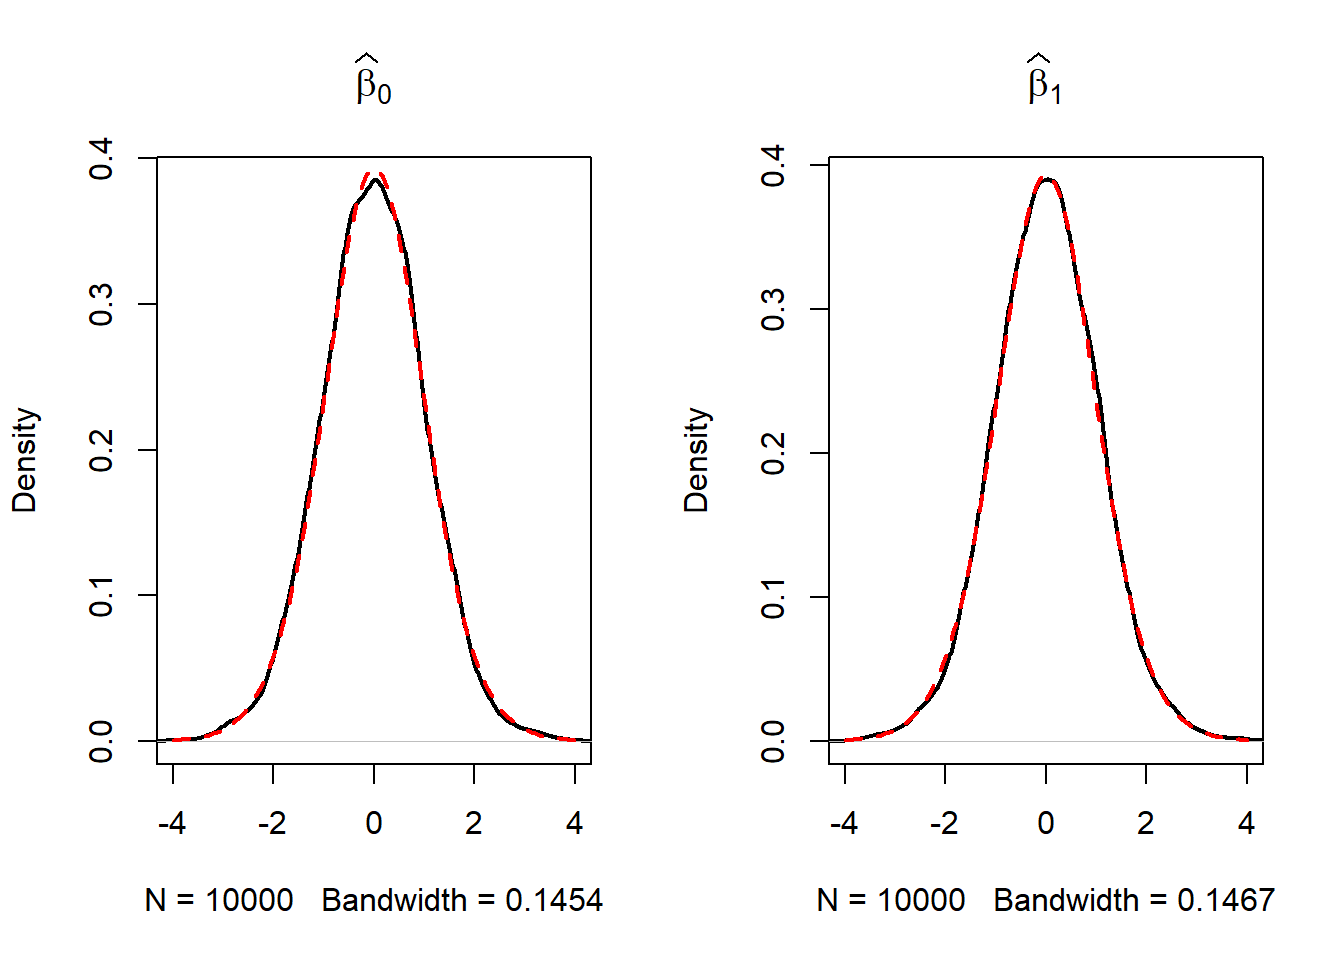 β̂0
Density
0.0 0.1 0.2 0.3 0.4
-4 -2 0 2 4
N = 10000 Bandwidth = 0.1454
β̂1
Density
0.0 0.1 0.2 0.3 0.4
-4 -2 0 2 4
N = 10000 Bandwidth = 0.1467